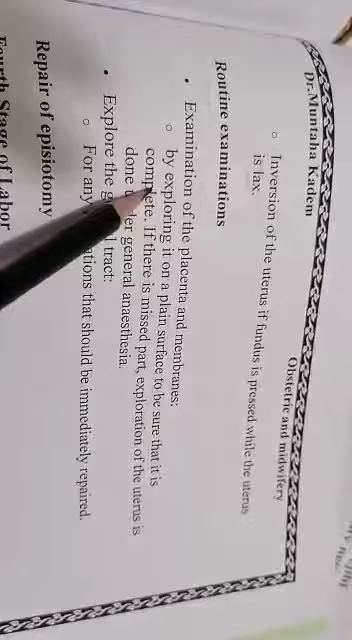 Dr.Muntaha Kadem
Obstetric and midwifery
o Inversion of the uterus if fundus is pressed while the uterus
is lax.
Routine examinations
• Examination of the placenta and membranes:
o by exploring it on a plain surface to be sure that it is
complete. If there is missed part, exploration of the uterus is
done general anaesthesia.
• Explore the tract:
o For any that should be immediately repaired.
Repair of episiotomy
Fourth Stage of Labor